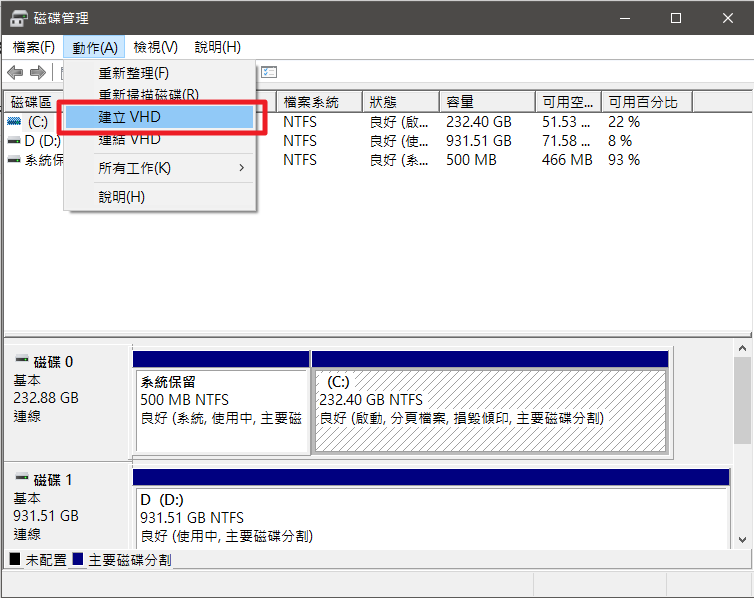 磁碟管理
檔案(F) 動作(A) 檢視(V) 說明(H)
重新整理(F)
重新掃描磁碟(R)
建立 VHD
連結 VHD
所有工作(K)
說明(H)
磁碟區 檔案系統 狀態 容量 可用空... 可用百分比
(C:) NTFS 良好 (啟... 232.40 GB 51.53 ... 22 %
D (D:) NTFS 良好 (使... 931.51 GB 71.58 ... 8 %
系統保 NTFS 良好 (系... 500 MB 466 MB 93 %
磁碟 0
基本
232.88 GB
連線
系統保留
500 MB NTFS
良好 (系統, 使用中, 主要磁
(C:)
232.40 GB NTFS
良好 (啟動, 分頁檔案, 損毀傾印, 主要磁碟分割)
磁碟 1
基本
931.51 GB
連線
D (D:)
931.51 GB NTFS
良好 (使用中, 主要磁碟分割)
未配置 主要磁碟分割